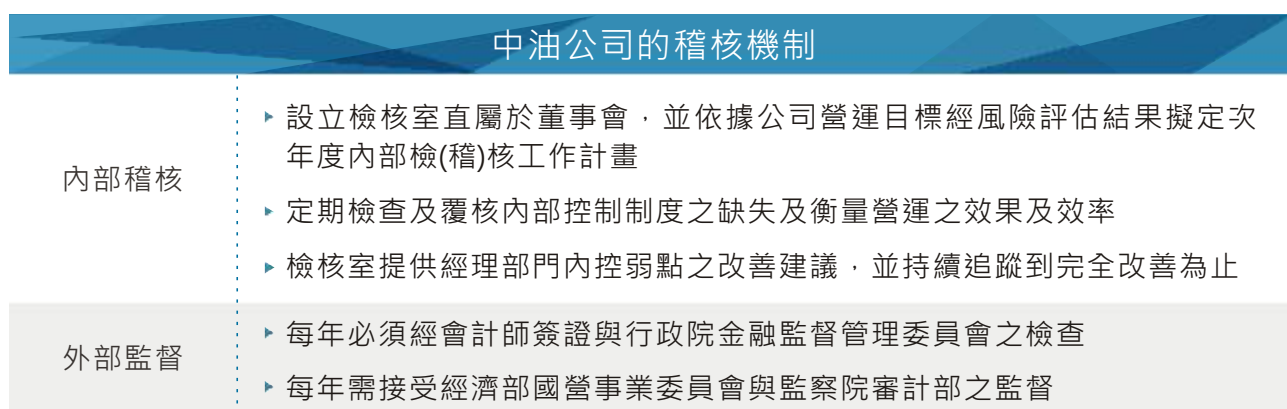 中油公司的稽核機制
內部稽核
▸ 設立檢核室直屬於董事會，並依據公司營運目標經風險評估結果擬定次
年度內部檢(稽)核工作計畫
▸ 定期檢查及覆核內部控制制度之缺失及衡量營運之效果及效率
▸ 檢核室提供經理部門內控弱點之改善建議，並持續追蹤到完全改善為止
外部監督
▸ 每年必須經會計師簽證與行政院金融監督管理委員會之檢查
▸ 每年需接受經濟部國營事業委員會與監察院審計部之監督